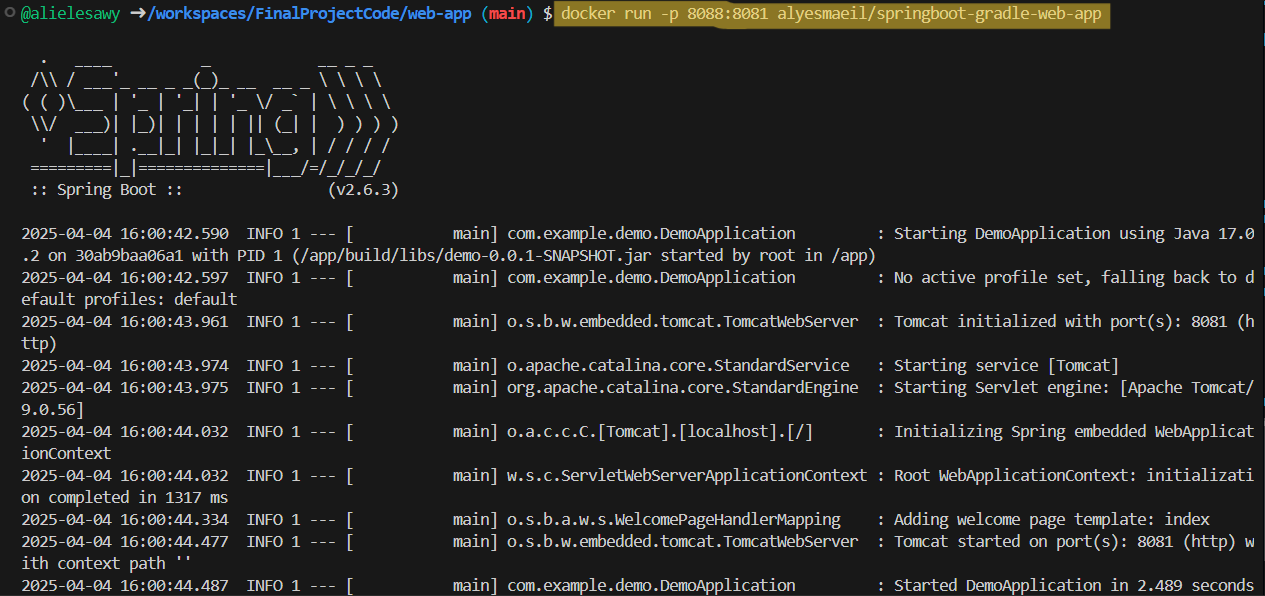 @alielesawy ➜/workspaces/FinalProjectCode/web-app (main) $ docker run -p 8088:8081 alyesmaeil/springboot-gradle-web-app
  .   ____          _            __ _ _
 /\\ / ___'_ __ _ _(_)_ __  __ _ \ \ \ \
( ( )\___ | '_ | '_| | '_ \/ _` | \ \ \ \
 \\/  ___)| |_)| | | | | || (_| |  ) ) ) )
  '  |____| .__|_| |_|_| |_\__, | / / / /
 =========|_|==============|___/=/_/_/_/
 :: Spring Boot ::                (v2.6.3)
2025-04-04 16:00:42.590  INFO 1 --- [           main] com.example.demo.DemoApplication         : Starting DemoApplication using Java 17.0
.2 on 30ab9baa06a1 with PID 1 (/app/build/libs/demo-0.0.1-SNAPSHOT.jar started by root in /app)
2025-04-04 16:00:42.597  INFO 1 --- [           main] com.example.demo.DemoApplication         : No active profile set, falling back to d
efault profiles: default
2025-04-04 16:00:43.961  INFO 1 --- [           main] o.s.b.w.embedded.tomcat.TomcatWebServer  : Tomcat initialized with port(s): 8081 (h
ttp)
2025-04-04 16:00:43.974  INFO 1 --- [           main] o.apache.catalina.core.StandardService   : Starting service [Tomcat]
2025-04-04 16:00:43.975  INFO 1 --- [           main] org.apache.catalina.core.StandardEngine  : Starting Servlet engine: [Apache Tomcat/
9.0.56]
2025-04-04 16:00:44.032  INFO 1 --- [           main] o.a.c.c.C.[Tomcat].[localhost].[/]       : Initializing Spring embedded WebApplicat
ionContext
2025-04-04 16:00:44.032  INFO 1 --- [           main] w.s.c.ServletWebServerApplicationContext : Root WebApplicationContext: initializati
on completed in 1317 ms
2025-04-04 16:00:44.334  INFO 1 --- [           main] o.s.b.a.w.s.WelcomePageHandlerMapping    : Adding welcome page template: index
2025-04-04 16:00:44.477  INFO 1 --- [           main] o.s.b.w.embedded.tomcat.TomcatWebServer  : Tomcat started on port(s): 8081 (http) w
ith context path ''
2025-04-04 16:00:44.487  INFO 1 --- [           main] com.example.demo.DemoApplication         : Started DemoApplication in 2.489 seconds